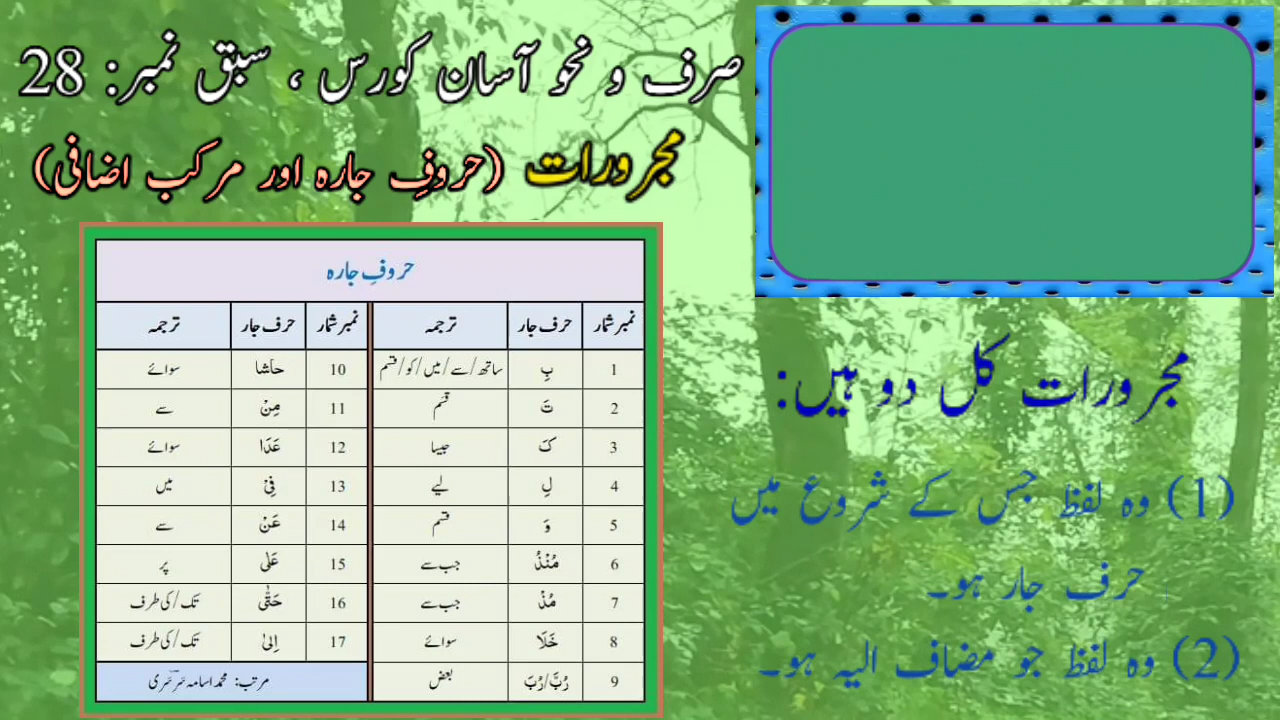 صرف و نحو آسان کورس ، سبق نمبر: 28
مجرورات (حروفِ جارہ اور مرکب اضافی)
حروفِ جارہ
نمبر شمار حرف جار ترجمہ نمبر شمار حرف جار ترجمہ
1 بِ ساتھ/سے/میں/کو/قسم 10 حاشا سوائے
2 تَ قسم 11 مِنْ سے
3 کَ جیسا 12 عَدَا سوائے
4 لِ لیے 13 فِیْ میں
5 وَ قسم 14 عَنْ سے
6 مُنْذُ جب سے 15 عَلٰی پر
7 مُذْ جب سے 16 حَتّٰی تک/کی طرف
8 خَلَا سوائے 17 اِلیٰ تک/کی طرف
9 رُبَّ/رُبَ بعض مرتب: محمد اسامہ
مجرورات کل دو ہیں:
(1) وہ لفظ جس کے شروع میں
حرف جار ہو۔
(2) وہ لفظ جو مضاف الیہ ہو۔